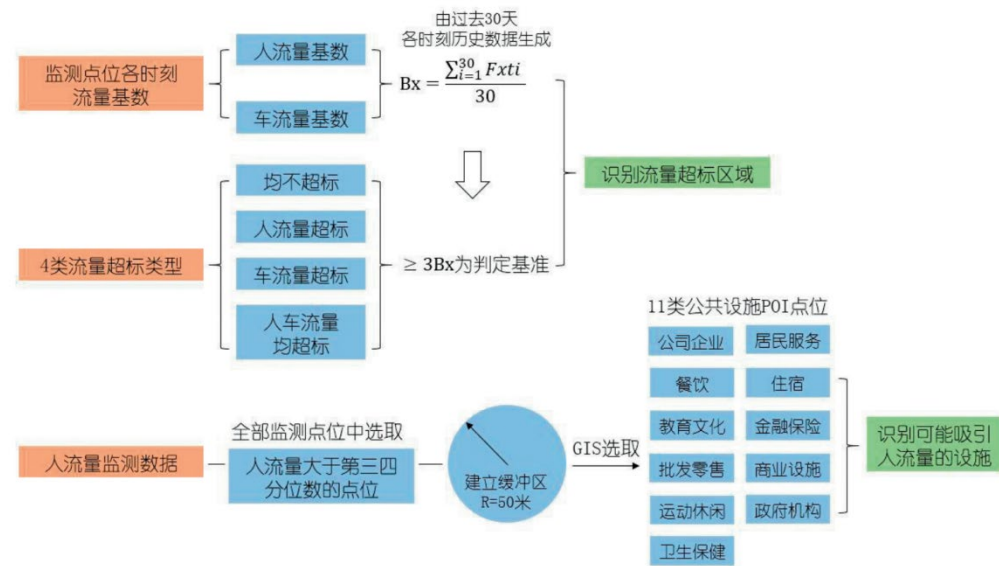 监测点位各时刻
流量基数
人流量基数
车流量基数
由过去30天
各时刻历史数据生成
Bx = ∑³⁰ᵢ₌₁ Fxti / 30
4类流量超标类型
均不超标
人流量超标
车流量超标
人车流量
均超标
≥ 3Bx为判定基准
识别流量超标区域
人流量监测数据
全部监测点位中选取
人流量大于第三四
分位数的点位
建立缓冲区
R=50米
GIS选取
11类公共设施POI点位
公司企业
居民服务
餐饮
住宿
教育文化
金融保险
批发零售
商业设施
运动休闲
政府机构
卫生保健
识别可能吸引
人流量的设施